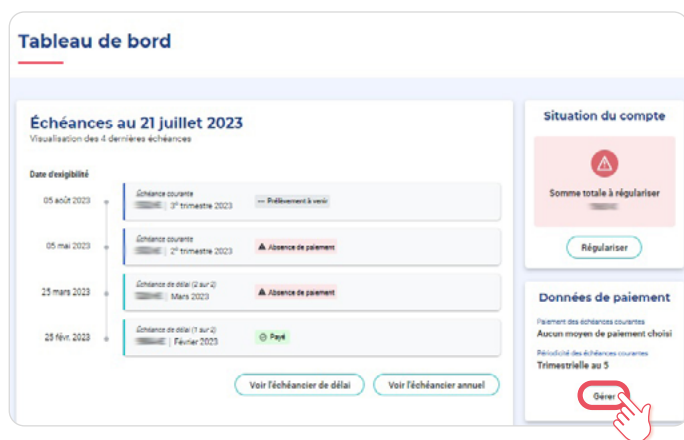 Tableau de bord
Échéances au 21 juillet 2023
Visualisation des 4 dernières échéances
Date d'exigibilité
05 août 2023
Échéance courante
| 3e trimestre 2023
--- Prélèvement à venir
05 mai 2023
Échéance courante
| 2e trimestre 2023
Absence de paiement
25 mars 2023
Échéance de délai (2 sur 2)
| Mars 2023
Absence de paiement
25 févr. 2023
Échéance de délai (1 sur 2)
| Février 2023
Payé
Voir l'échéancier de délai
Voir l'échéancier annuel
Situation du compte
Somme totale à régulariser
Régulariser
Données de paiement
Paiement des échéances courantes
Aucun moyen de paiement choisi
Périodicité des échéances courantes
Trimestrielle au 5
Gérer